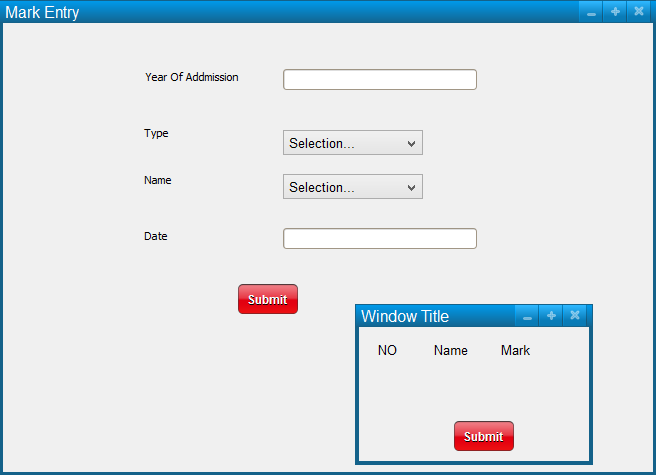 Mark Entry
Year Of Addmission
Type Selection...
Name Selection...
Date
Submit
Window Title
NO Name Mark
Submit